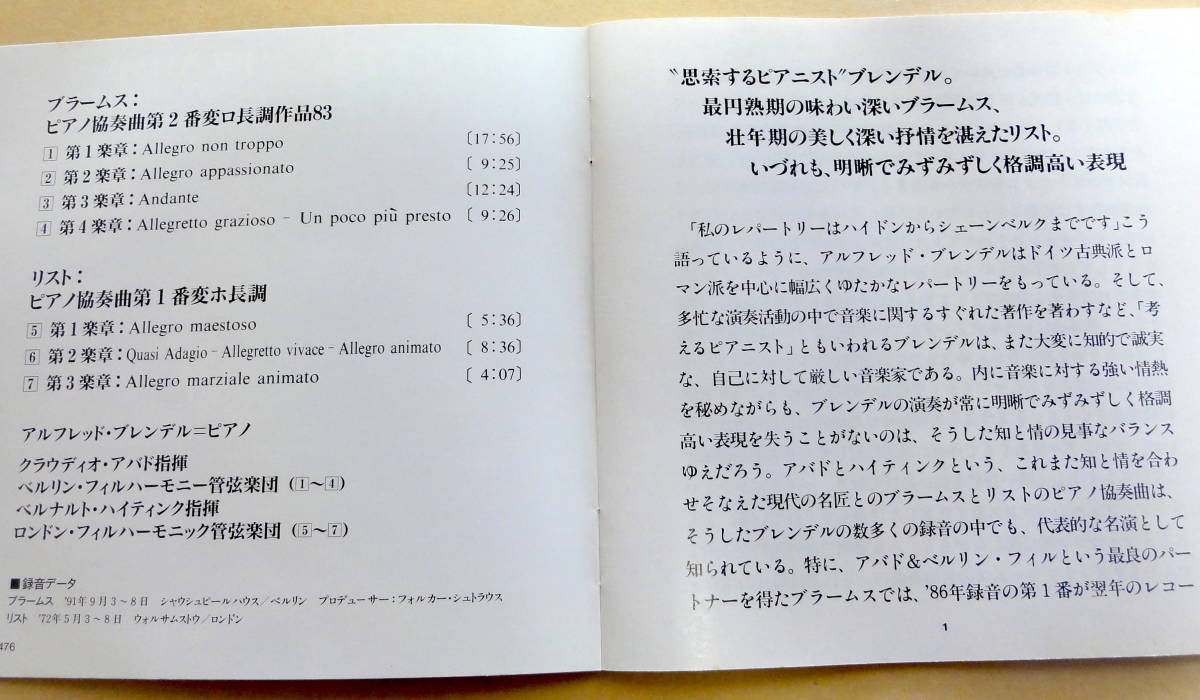 ブラームス：
ピアノ協奏曲第2番変ロ長調作品83
1 第1楽章：Allegro non troppo 〔17：56〕
2 第2楽章：Allegro appassionato 〔 9：25〕
3 第3楽章：Andante 〔12：24〕
4 第4楽章：Allegretto grazioso － Un poco più presto 〔 9：26〕
リスト：
ピアノ協奏曲第1番変ホ長調
5 第1楽章：Allegro maestoso 〔 5：36〕
6 第2楽章：Quasi Adagio－Allegretto vivace－Allegro animato 〔 8：36〕
7 第3楽章：Allegro marziale animato 〔 4：07〕
アルフレッド・ブレンデル＝ピアノ
クラウディオ・アバド指揮
ベルリン・フィルハーモニー管弦楽団（1～4）
ベルナルト・ハイティンク指揮
ロンドン・フィルハーモニック管弦楽団（5～7）
■録音データ
ブラームス　'91年9月3～8日　シャウシュピールハウス／ベルリン　プロデューサー：フォルカー・シュトラウス
リスト　'72年5月3～8日　ウォルサムストウ／ロンドン
476
〝思索するピアニスト〟ブレンデル。
最円熟期の味わい深いブラームス、
壮年期の美しく深い抒情を湛えたリスト。
いづれも、明晰でみずみずしく格調高い表現
「私のレパートリーはハイドンからシェーンベルクまでです」こう
語っているように、アルフレッド・ブレンデルはドイツ古典派とロ
マン派を中心に幅広くゆたかなレパートリーをもっている。そして、
多忙な演奏活動の中で音楽に関するすぐれた著作を著わすなど、「考
えるピアニスト」ともいわれるブレンデルは、また大変に知的で誠実
な、自己に対して厳しい音楽家である。内に音楽に対する強い情熱
を秘めながらも、ブレンデルの演奏が常に明晰でみずみずしく格調
高い表現を失うことがないのは、そうした知と情の見事なバランス
ゆえだろう。アバドとハイティンクという、これまた知と情を合わ
せそなえた現代の名匠とのブラームスとリストのピアノ協奏曲は、
そうしたブレンデルの数多くの録音の中でも、代表的な名演として
知られている。特に、アバド＆ベルリン・フィルという最良のパー
トナーを得たブラームスでは、'86年録音の第1番が翌年のレコー
1